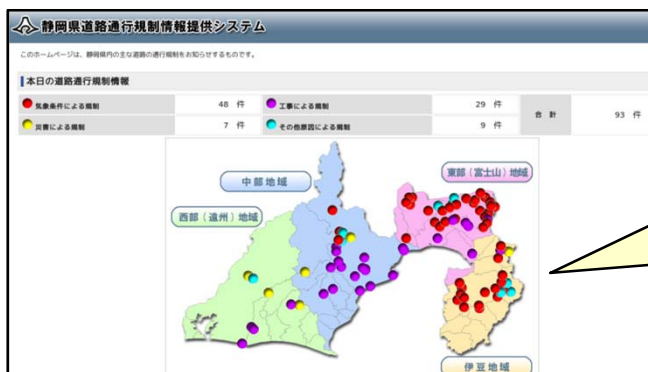 静岡県道路通行規制情報提供システム
このホームページは、静岡県内の主な道路の通行規制をお知らせするものです。
本日の道路通行規制情報
気象条件による規制 48 件 工事による規制 29 件 合計 93 件
災害による規制 7 件 その他原因による規制 9 件
中部地域
東部（富士山）地域
西部（遠州）地域
伊豆地域